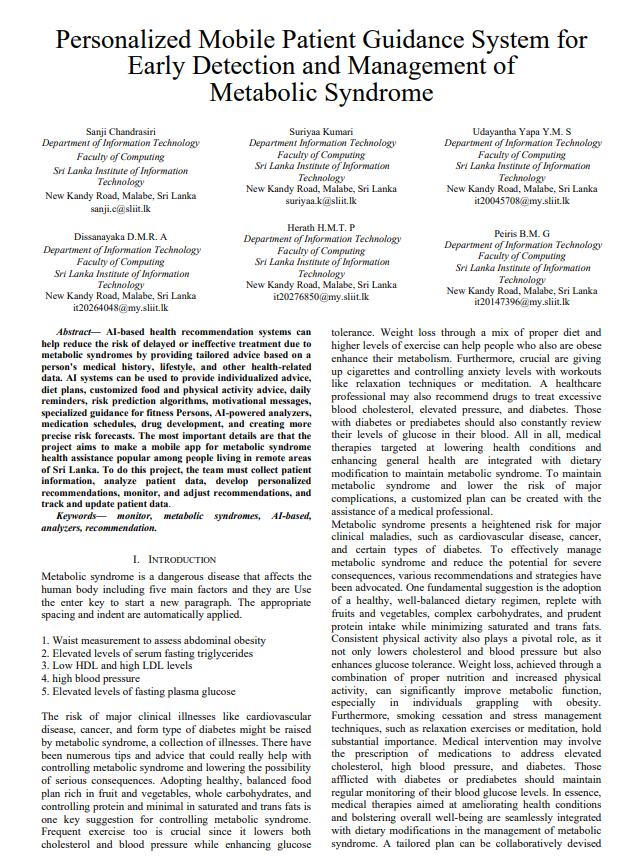 Personalized Mobile Patient Guidance System for
Early Detection and Management of
Metabolic Syndrome
Sanji Chandrasiri
Department of Information Technology
Faculty of Computing
Sri Lanka Institute of Information
Technology
New Kandy Road, Malabe, Sri Lanka
sanji.c@sliit.lk
Suriyaa Kumari
Department of Information Technology
Faculty of Computing
Sri Lanka Institute of Information
Technology
New Kandy Road, Malabe, Sri Lanka
suriyaa.k@sliit.lk
Udayantha Yapa Y.M. S
Department of Information Technology
Faculty of Computing
Sri Lanka Institute of Information
Technology
New Kandy Road, Malabe, Sri Lanka
it20045708@my.sliit.lk
Dissanayaka D.M.R. A
Department of Information Technology
Faculty of Computing
Sri Lanka Institute of Information
Technology
New Kandy Road, Malabe, Sri Lanka
it20264048@my.sliit.lk
Herath H.M.T. P
Department of Information Technology
Faculty of Computing
Sri Lanka Institute of Information
Technology
New Kandy Road, Malabe, Sri Lanka
it20276850@my.sliit.lk
Peiris B.M. G
Department of Information Technology
Faculty of Computing
Sri Lanka Institute of Information
Technology
New Kandy Road, Malabe, Sri Lanka
it20147396@my.sliit.lk
Abstract— AI-based health recommendation systems can
help reduce the risk of delayed or ineffective treatment due to
metabolic syndromes by providing tailored advice based on a
person's medical history, lifestyle, and other health-related
data. AI systems can be used to provide individualized advice,
diet plans, customized food and physical activity advice, daily
reminders, risk prediction algorithms, motivational messages,
specialized guidance for fitness Persons, AI-powered analyzers,
medication schedules, drug development, and creating more
precise risk forecasts. The most important details are that the
project aims to make a mobile app for metabolic syndrome
health assistance popular among people living in remote areas
of Sri Lanka. To do this project, the team must collect patient
information, analyze patient data, develop personalized
recommendations, monitor, and adjust recommendations, and
track and update patient data.
Keywords— monitor, metabolic syndromes, AI-based,
analyzers, recommendation.
I. INTRODUCTION
Metabolic syndrome is a dangerous disease that affects the
human body including five main factors and they are Use
the enter key to start a new paragraph. The appropriate
spacing and indent are automatically applied.
1. Waist measurement to assess abdominal obesity
2. Elevated levels of serum fasting triglycerides
3. Low HDL and high LDL levels
4. high blood pressure
5. Elevated levels of fasting plasma glucose
The risk of major clinical illnesses like cardiovascular
disease, cancer, and form type of diabetes might be raised
by metabolic syndrome, a collection of illnesses. There have
been numerous tips and advice that could really help with
controlling metabolic syndrome and lowering the possibility
of serious consequences. Adopting healthy, balanced food
plan rich in fruit and vegetables, whole carbohydrates, and
controlling protein and minimal in saturated and trans fats is
one key suggestion for controlling metabolic syndrome.
Frequent exercise too is crucial since it lowers both
cholesterol and blood pressure while enhancing glucose
tolerance. Weight loss through a mix of proper diet and
higher levels of exercise can help people who also are obese
enhance their metabolism. Furthermore, crucial are giving
up cigarettes and controlling anxiety levels with workouts
like relaxation techniques or meditation. A healthcare
professional may also recommend drugs to treat excessive
blood cholesterol, elevated pressure, and diabetes. Those
with diabetes or prediabetes should also constantly review
their levels of glucose in their blood. All in all, medical
therapies targeted at lowering health conditions and
enhancing general health are integrated with dietary
modification to maintain metabolic syndrome. To maintain
metabolic syndrome and lower the risk of major
complications, a customized plan can be created with the
assistance of a medical professional.
Metabolic syndrome presents a heightened risk for major
clinical maladies, such as cardiovascular disease, cancer,
and certain types of diabetes. To effectively manage
metabolic syndrome and reduce the potential for severe
consequences, various recommendations and strategies have
been advocated. One fundamental suggestion is the adoption
of a healthy, well-balanced dietary regimen, replete with
fruits and vegetables, complex carbohydrates, and prudent
protein intake while minimizing saturated and trans fats.
Consistent physical activity also plays a pivotal role, as it
not only lowers cholesterol and blood pressure but also
enhances glucose tolerance. Weight loss, achieved through a
combination of proper nutrition and increased physical
activity, can significantly improve metabolic function,
especially in individuals grappling with obesity.
Furthermore, smoking cessation and stress management
techniques, such as relaxation exercises or meditation, hold
substantial importance. Medical intervention may involve
the prescription of medications to address elevated
cholesterol, high blood pressure, and diabetes. Those
afflicted with diabetes or prediabetes should maintain
regular monitoring of their blood glucose levels. In essence,
medical therapies aimed at ameliorating health conditions
and bolstering overall well-being are seamlessly integrated
with dietary modifications in the management of metabolic
syndrome. A tailored plan can be collaboratively devised